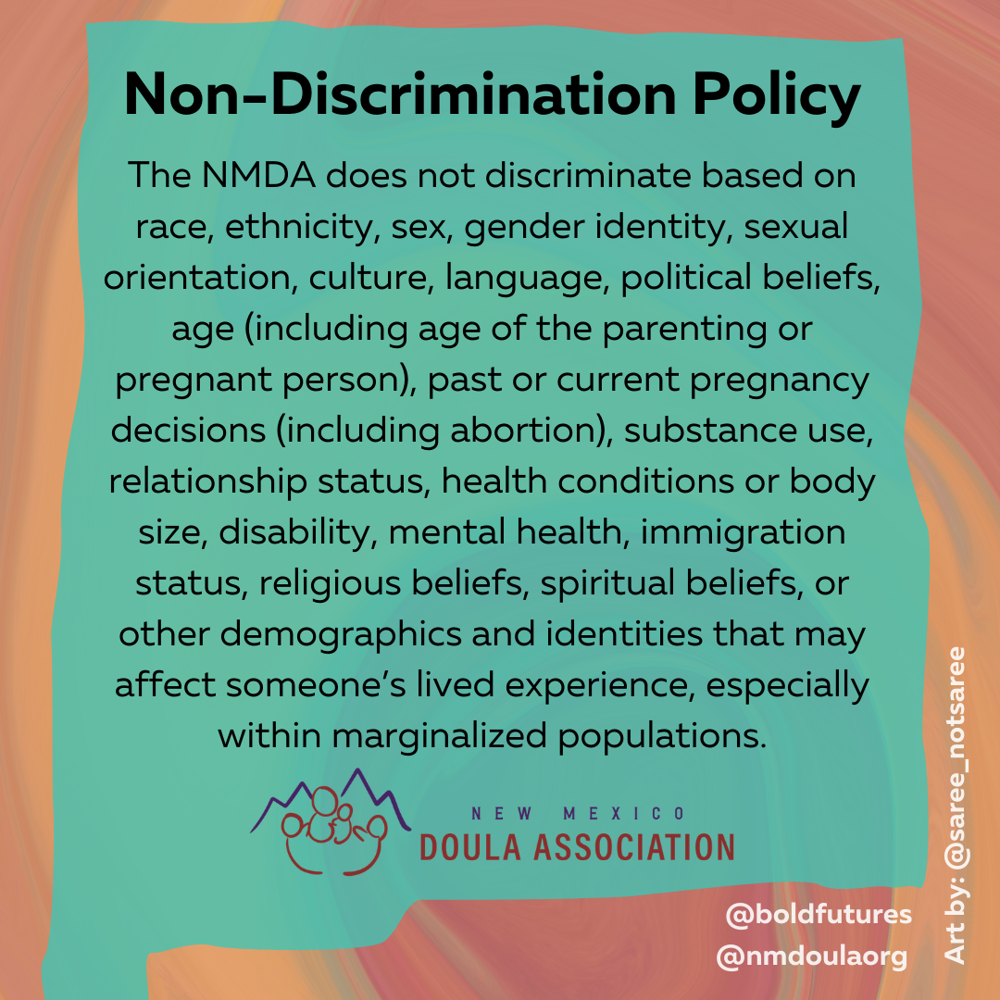 Non-Discrimination Policy
The NMDA does not discriminate based on
race, ethnicity, sex, gender identity, sexual
orientation, culture, language, political beliefs,
age (including age of the parenting or
pregnant person), past or current pregnancy
decisions (including abortion), substance use,
relationship status, health conditions or body
size, disability, mental health, immigration
status, religious beliefs, spiritual beliefs, or
other demographics and identities that may
affect someone’s lived experience, especially
within marginalized populations.
NEW MEXICO
DOULA ASSOCIATION
@boldfutures
@nmdoulaorg
Art by: @saree_notsaree